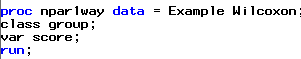 proc npar1way data = Example Wilcoxon;
class group;
var score;
run;